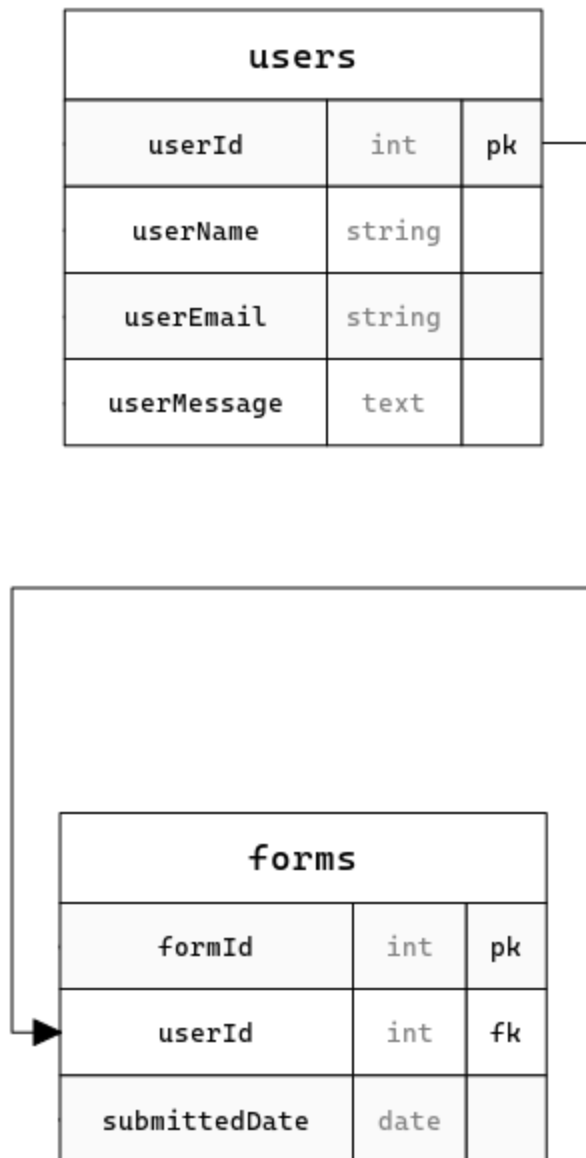 users
userId int pk
userName string
userEmail string
userMessage text
forms
formId int pk
userId int fk
submittedDate date